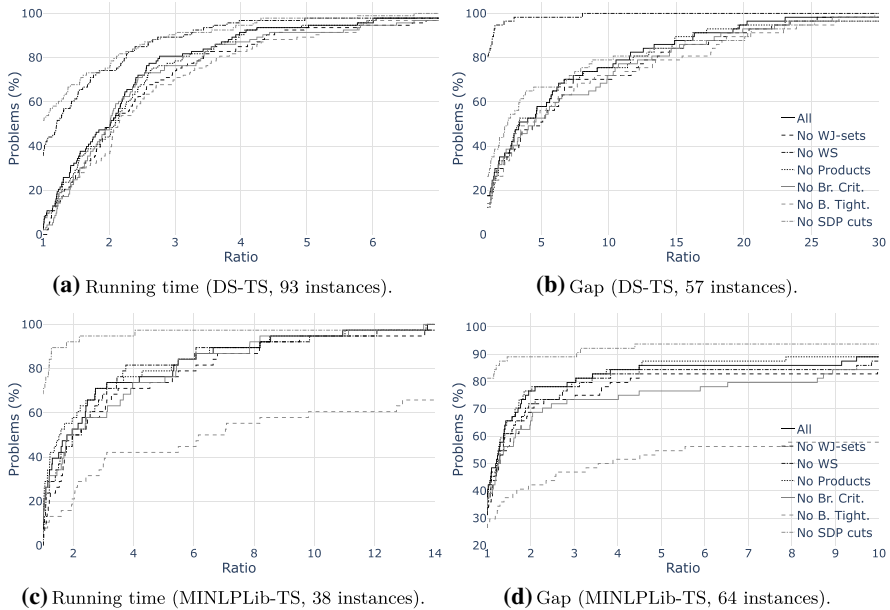 100
80
60
40
20
0
Problems (%)
1 2 3 4 5 6
Ratio
(a) Running time (DS-TS, 93 instances).
100
80
60
40
20
0
Problems (%)
All
No WJ-sets
No WS
No Products
No Br. Crit.
No B. Tight.
No SDP cuts
5 10 15 20 25 30
Ratio
(b) Gap (DS-TS, 57 instances).
100
80
60
40
20
0
Problems (%)
2 4 6 8 10 12 14
Ratio
(c) Running time (MINLPLib-TS, 38 instances).
100
90
80
70
60
50
40
30
20
Problems (%)
All
No WJ-sets
No WS
No Products
No Br. Crit.
No B. Tight.
No SDP cuts
1 2 3 4 5 6 7 8 9 10
Ratio
(d) Gap (MINLPLib-TS, 64 instances).